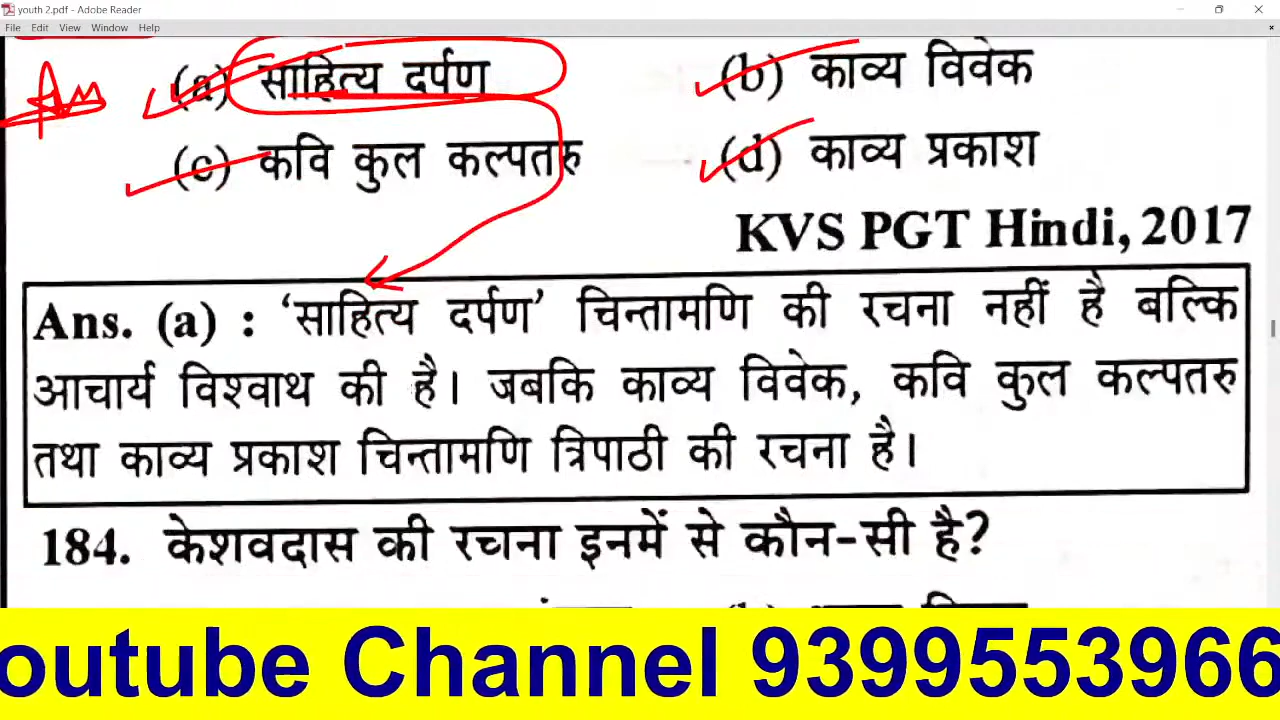 youth 2.pdf - Adobe Reader
File Edit View Window Help
Ans (a) साहित्य दर्पण (b) काव्य विवेक
(c) कवि कुल कल्पतरु (d) काव्य प्रकाश
KVS PGT Hindi, 2017
Ans. (a) : ‘साहित्य दर्पण’ चिन्तामणि की रचना नहीं है बल्कि
आचार्य विश्वाथ की है। जबकि काव्य विवेक, कवि कुल कल्पतरु
तथा काव्य प्रकाश चिन्तामणि त्रिपाठी की रचना है।
184. केशवदास की रचना इनमें से कौन-सी है?
outube Channel 9399553966